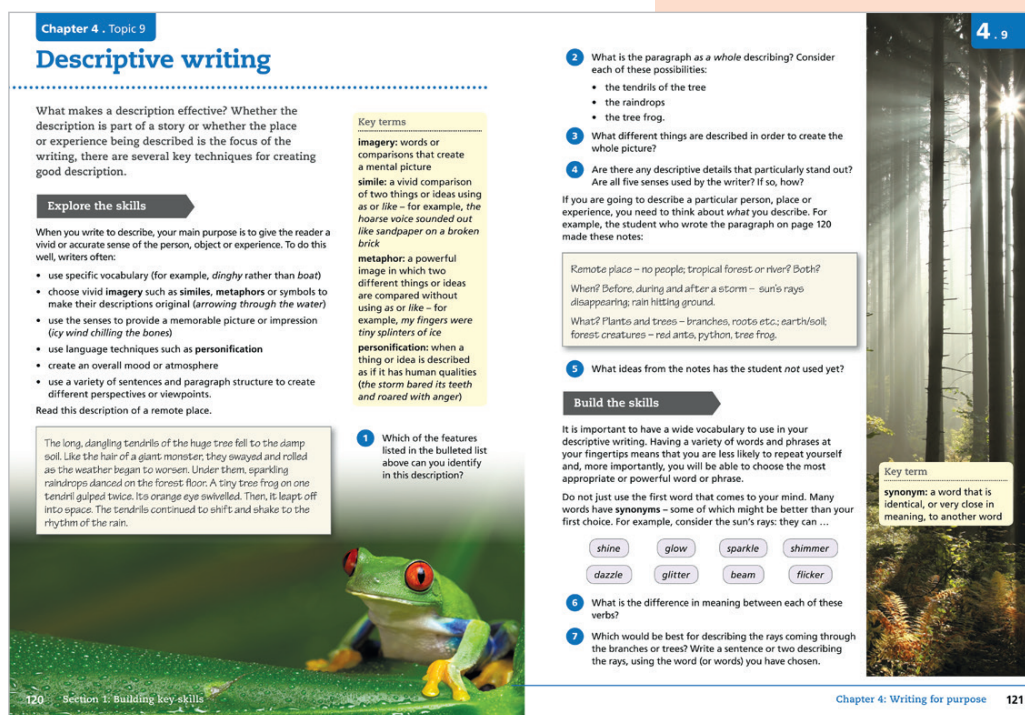 Chapter 4 . Topic 9
Descriptive writing
What makes a description effective? Whether the
description is part of a story or whether the place
or experience being described is the focus of the
writing, there are several key techniques for creating
good description.
Explore the skills
When you write to describe, your main purpose is to give the reader a
vivid or accurate sense of the person, object or experience. To do this
well, writers often:
• use specific vocabulary (for example, dinghy rather than boat)
• choose vivid imagery such as similes, metaphors or symbols to
make their descriptions original (arrowing through the water)
• use the senses to provide a memorable picture or impression
(icy wind chilling the bones)
• use language techniques such as personification
• create an overall mood or atmosphere
• use a variety of sentences and paragraph structure to create
different perspectives or viewpoints.
Read this description of a remote place.
The long, dangling tendrils of the huge tree fell to the damp
soil. Like the hair of a giant monster, they swayed and rolled
as the weather began to worsen. Under them, sparkling
raindrops danced on the forest floor. A tiny tree frog on one
tendril gulped twice. Its orange eye swivelled. Then, it leapt off
into space. The tendrils continued to shift and shake to the
rhythm of the rain.
Key terms
imagery: words or
comparisons that create
a mental picture
simile: a vivid comparison
of two things or ideas using
as or like – for example, the
hoarse voice sounded out
like sandpaper on a broken
brick
metaphor: a powerful
image in which two
different things or ideas
are compared without
using as or like – for
example, my fingers were
tiny splinters of ice
personification: when a
thing or idea is described
as if it has human qualities
(the storm bared its teeth
and roared with anger)
1 Which of the features
listed in the bulleted list
above can you identify
in this description?
120 Section 1: Building key skills
4 . 9
2 What is the paragraph as a whole describing? Consider
each of these possibilities:
• the tendrils of the tree
• the raindrops
• the tree frog.
3 What different things are described in order to create the
whole picture?
4 Are there any descriptive details that particularly stand out?
Are all five senses used by the writer? If so, how?
If you are going to describe a particular person, place or
experience, you need to think about what you describe. For
example, the student who wrote the paragraph on page 120
made these notes:
Remote place – no people; tropical forest or river? Both?
When? Before, during and after a storm – sun's rays
disappearing; rain hitting ground.
What? Plants and trees – branches, roots etc.; earth/soil;
forest creatures – red ants, python, tree frog.
5 What ideas from the notes has the student not used yet?
Build the skills
It is important to have a wide vocabulary to use in your
descriptive writing. Having a variety of words and phrases at
your fingertips means that you are less likely to repeat yourself
and, more importantly, you will be able to choose the most
appropriate or powerful word or phrase.
Do not just use the first word that comes to your mind. Many
words have synonyms – some of which might be better than your
first choice. For example, consider the sun's rays: they can …
shine glow sparkle shimmer
dazzle glitter beam flicker
6 What is the difference in meaning between each of these
verbs?
7 Which would be best for describing the rays coming through
the branches or trees? Write a sentence or two describing
the rays, using the word (or words) you have chosen.
Key term
synonym: a word that is
identical, or very close in
meaning, to another word
Chapter 4: Writing for purpose 121